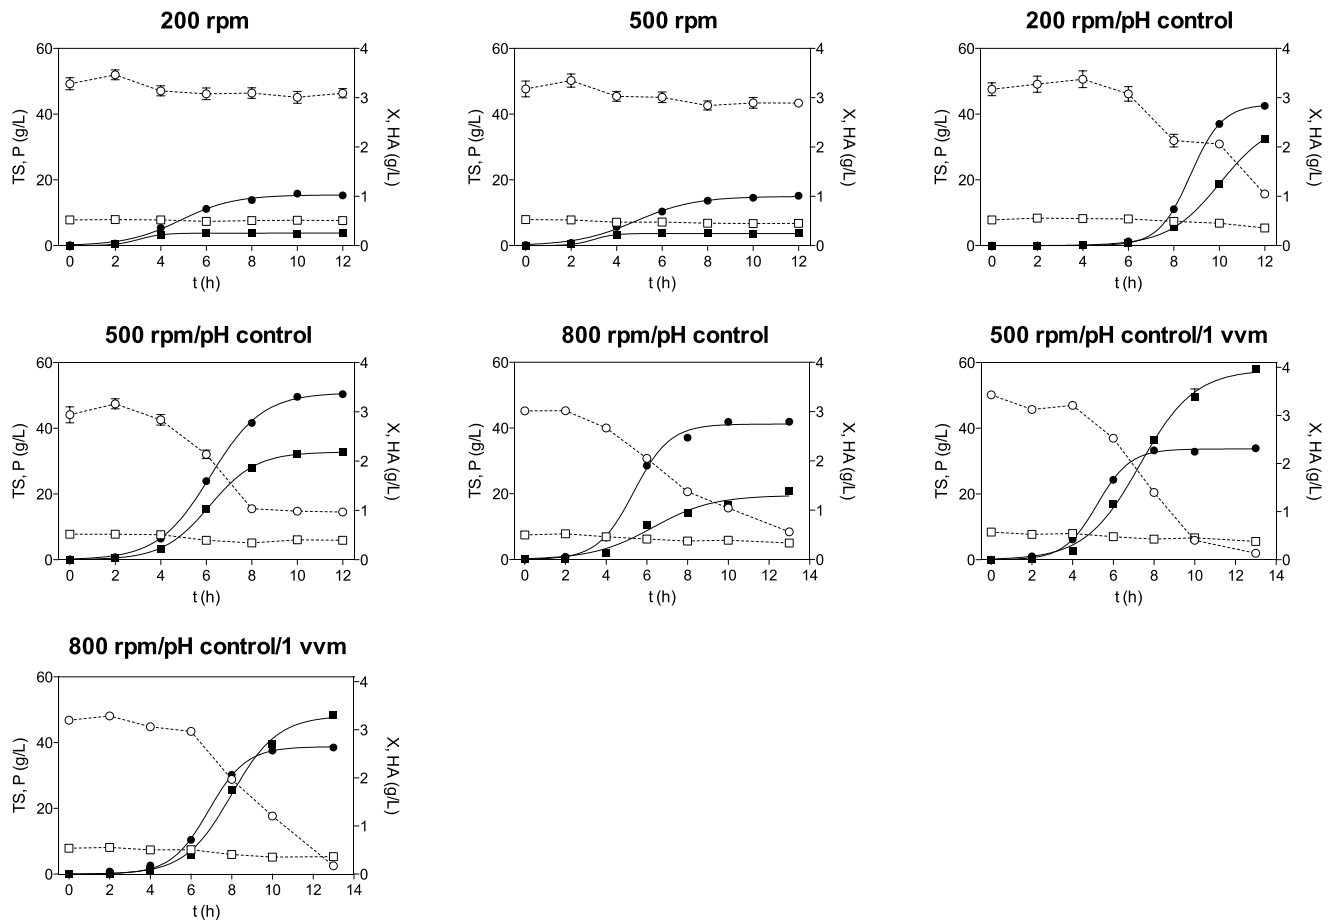 200 rpm
60
40
20
0
4
3
2
1
0
TS, P (g/L)
X, HA (g/L)
0 2 4 6 8 10 12
t (h)
500 rpm
60
40
20
0
4
3
2
1
0
TS, P (g/L)
X, HA (g/L)
0 2 4 6 8 10 12
t (h)
200 rpm/pH control
60
40
20
0
4
3
2
1
0
TS, P (g/L)
X, HA (g/L)
0 2 4 6 8 10 12
t (h)
500 rpm/pH control
60
40
20
0
4
3
2
1
0
TS, P (g/L)
X, HA (g/L)
0 2 4 6 8 10 12
t (h)
800 rpm/pH control
60
40
20
0
4
3
2
1
0
TS, P (g/L)
X, HA (g/L)
0 2 4 6 8 10 12 14
t (h)
500 rpm/pH control/1 vvm
60
40
20
0
4
3
2
1
0
TS, P (g/L)
X, HA (g/L)
0 2 4 6 8 10 12 14
t (h)
800 rpm/pH control/1 vvm
60
40
20
0
4
3
2
1
0
TS, P (g/L)
X, HA (g/L)
0 2 4 6 8 10 12 14
t (h)